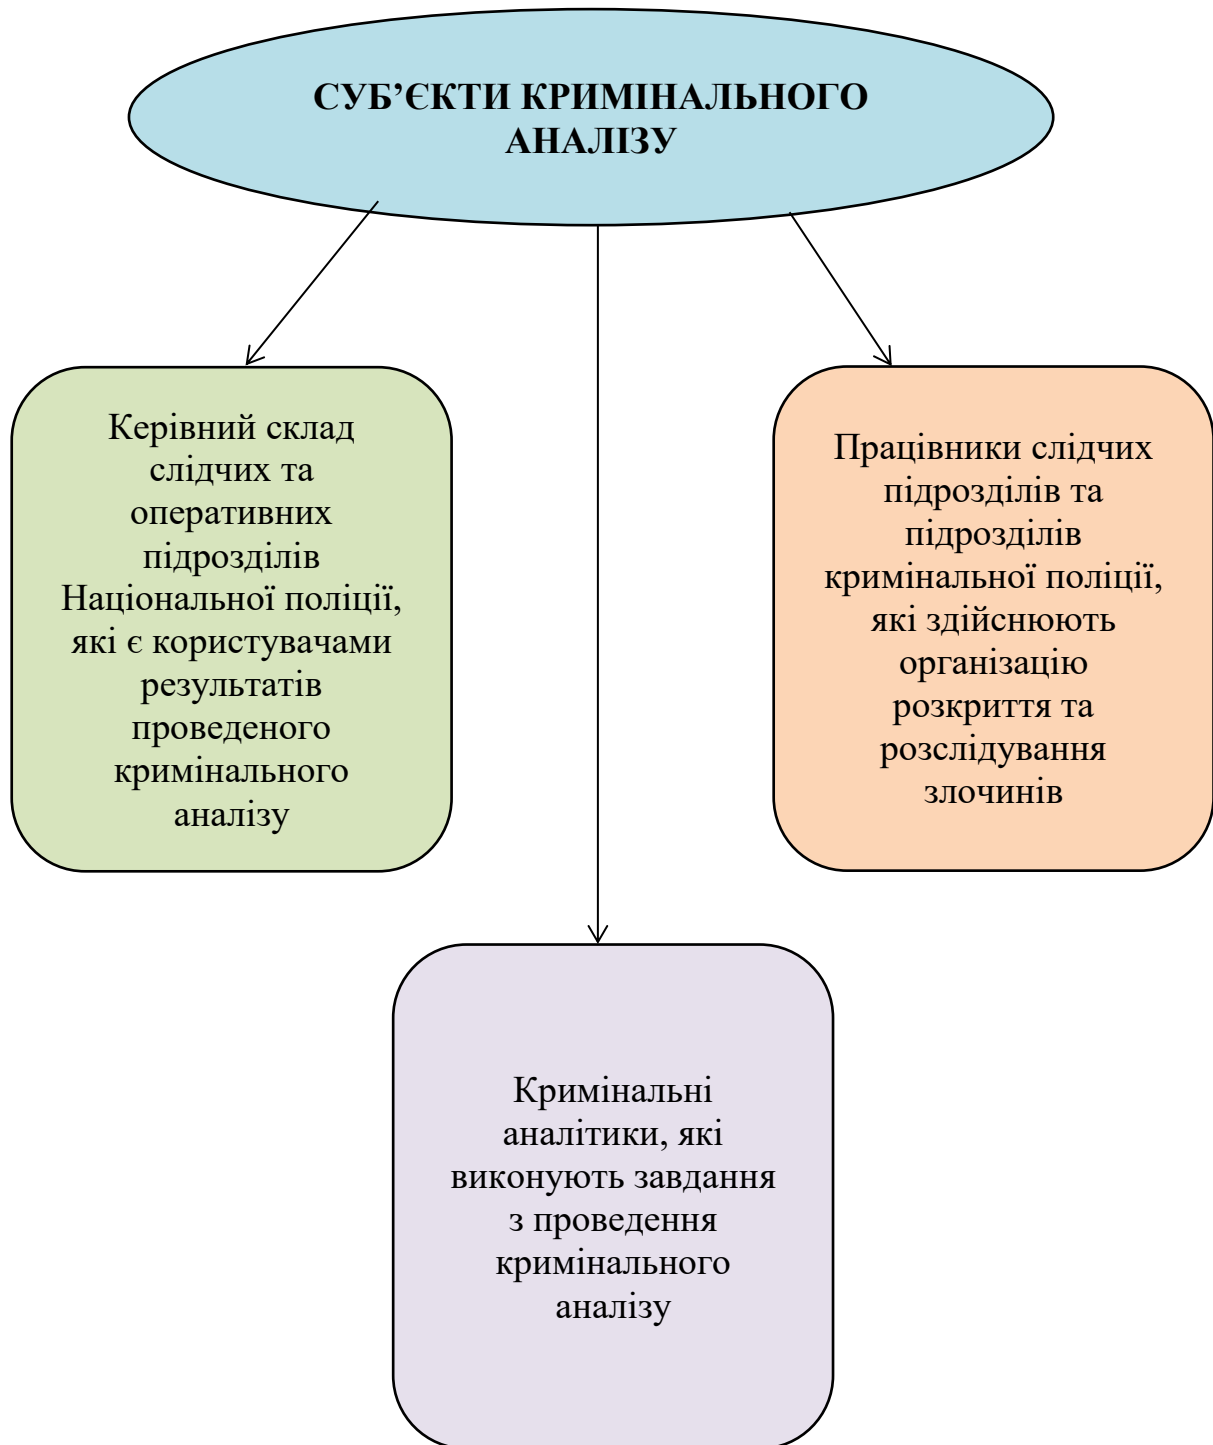 СУБ’ЄКТИ КРИМІНАЛЬНОГО
АНАЛІЗУ
Керівний склад
слідчих та
оперативних
підрозділів
Національної поліції,
які є користувачами
результатів
проведеного
кримінального
аналізу
Працівники слідчих
підрозділів та
підрозділів
кримінальної поліції,
які здійснюють
організацію
розкриття та
розслідування
злочинів
Кримінальні
аналітики, які
виконують завдання
з проведення
кримінального
аналізу